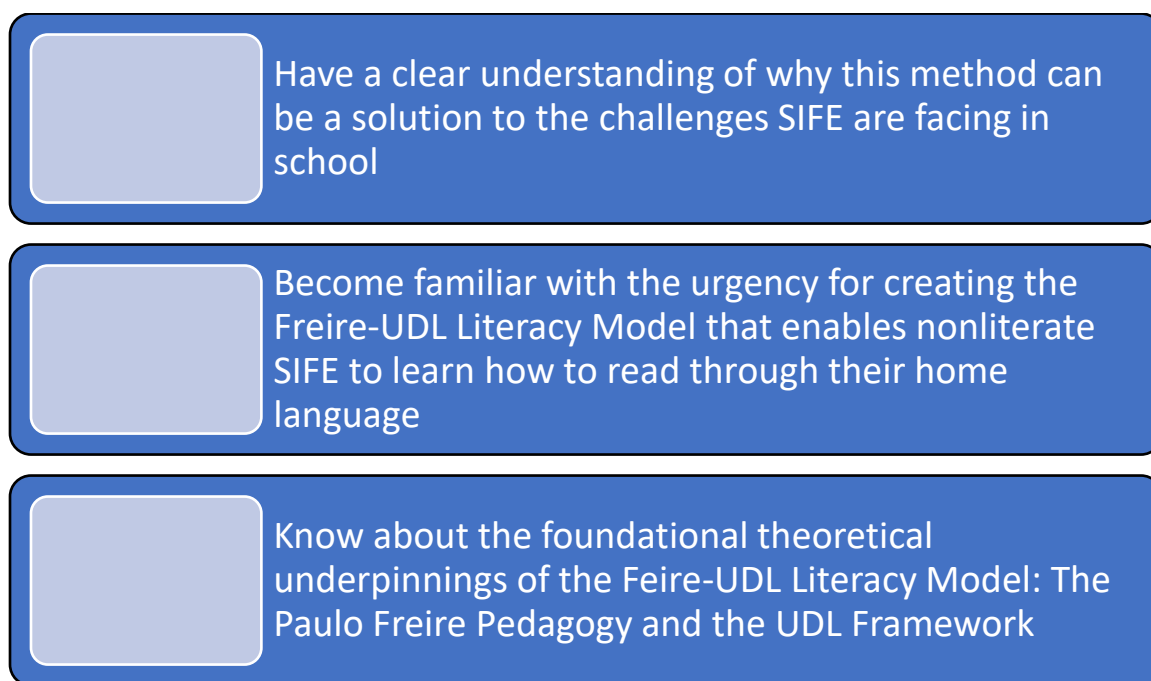 Have a clear understanding of why this method can
be a solution to the challenges SIFE are facing in
school
Become familiar with the urgency for creating the
Freire-UDL Literacy Model that enables nonliterate
SIFE to learn how to read through their home
language
Know about the foundational theoretical
underpinnings of the Feire-UDL Literacy Model: The
Paulo Freire Pedagogy and the UDL Framework